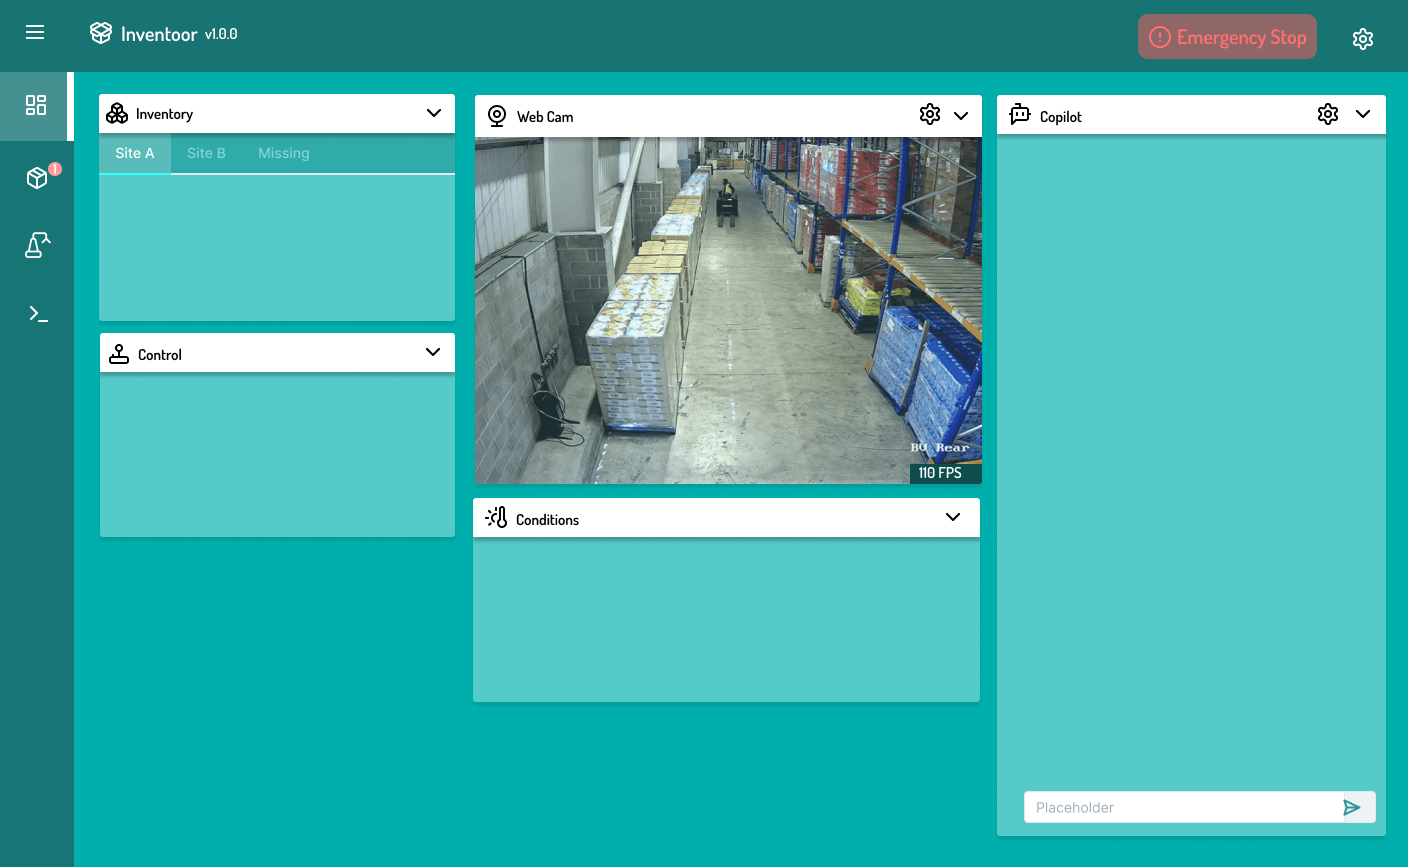 Inventoor v1.0.0
Emergency Stop
Inventory
Site A Site B Missing
1
Control
Web Cam
BV Rear
110 FPS
Conditions
Copilot
Placeholder